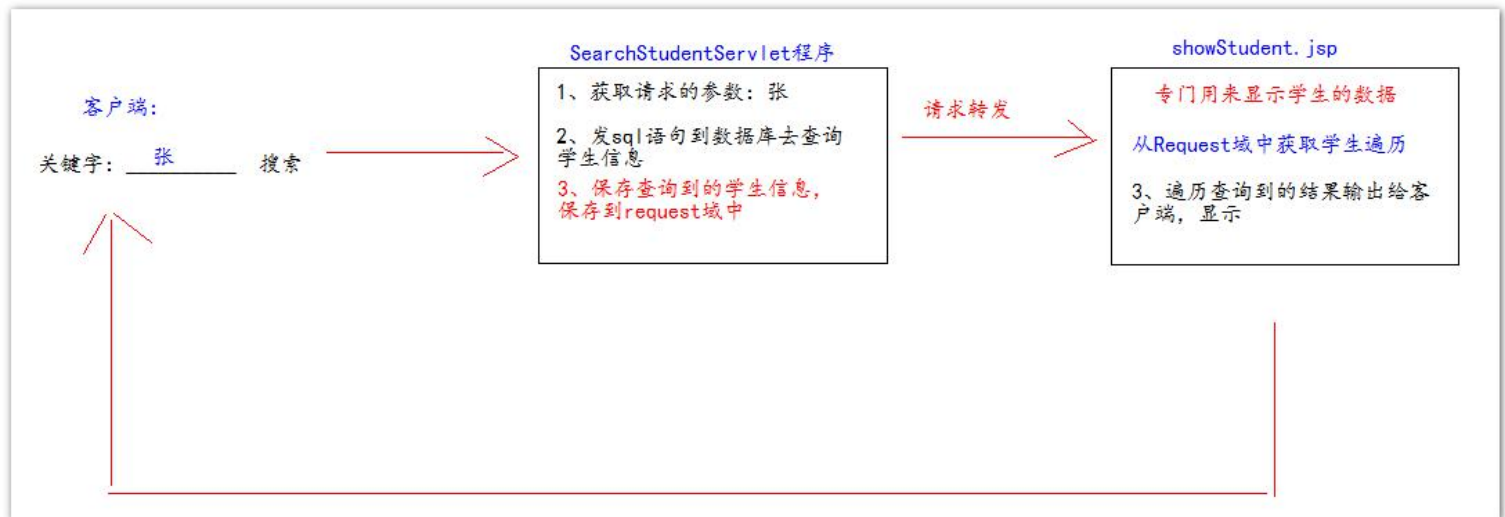 客户端:
关键字: 张 搜索
SearchStudentServlet程序
1、获取请求的参数: 张
2、发sql语句到数据库去查询
学生信息
3、保存查询到的学生信息,
保存到request域中
请求转发
showStudent.jsp
专门用来显示学生的数据
从Request域中获取学生遍历
3、遍历查询到的结果输出给客
户端, 显示